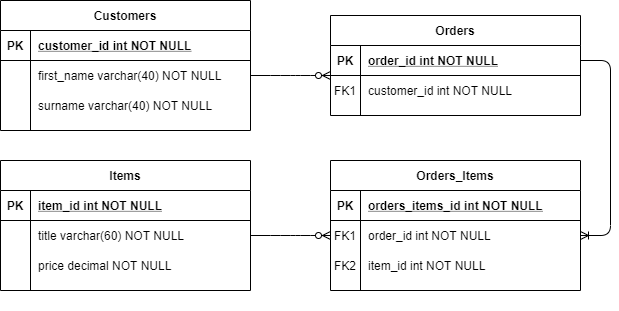 Customers
PK customer_id int NOT NULL
first_name varchar(40) NOT NULL
surname varchar(40) NOT NULL
Orders
PK order_id int NOT NULL
FK1 customer_id int NOT NULL
Items
PK item_id int NOT NULL
title varchar(60) NOT NULL
price decimal NOT NULL
Orders_Items
PK orders_items_id int NOT NULL
FK1 order_id int NOT NULL
FK2 item_id int NOT NULL